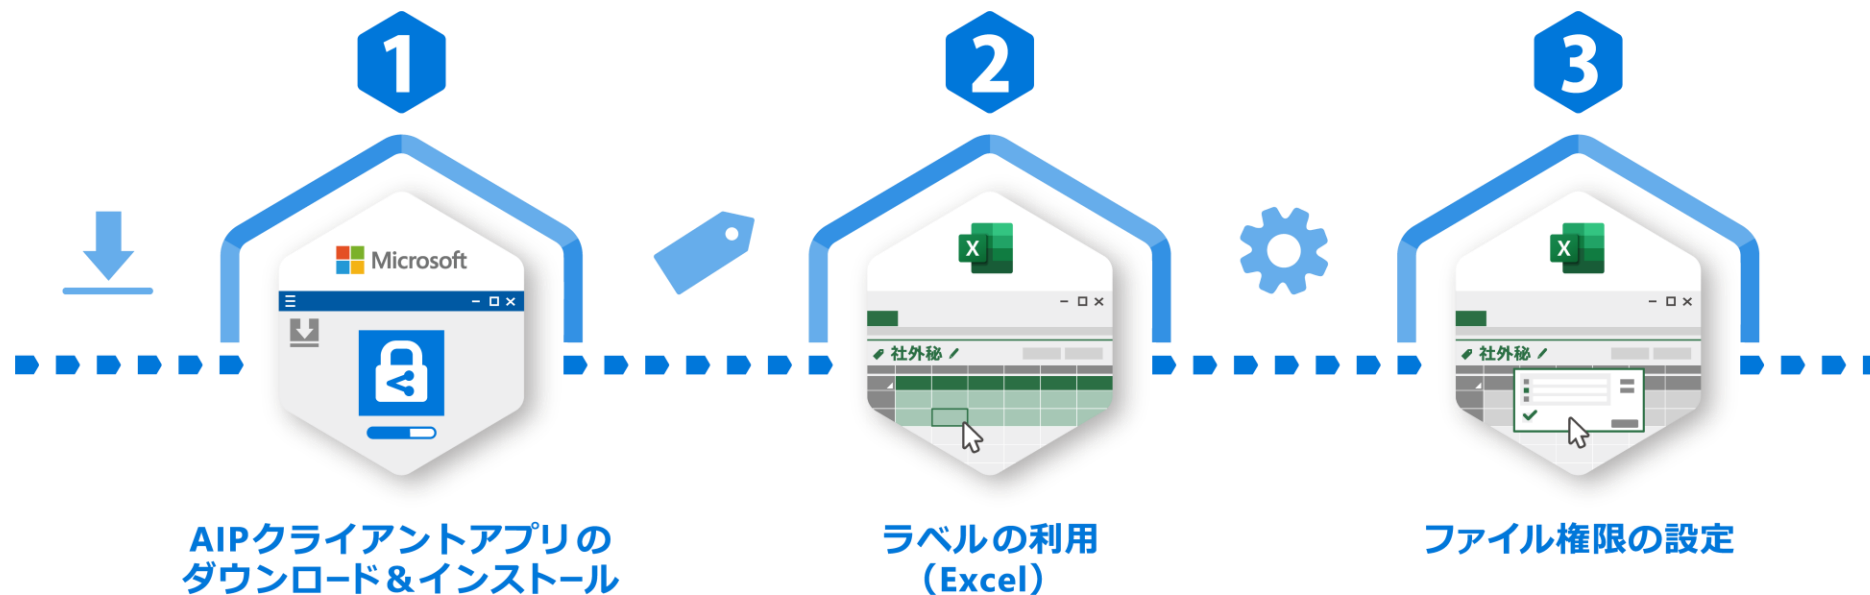 1
2
3
Microsoft
社外秘
社外秘
AIPクライアントアプリの
ダウンロード&インストール
ラベルの利用
（Excel）
ファイル権限の設定